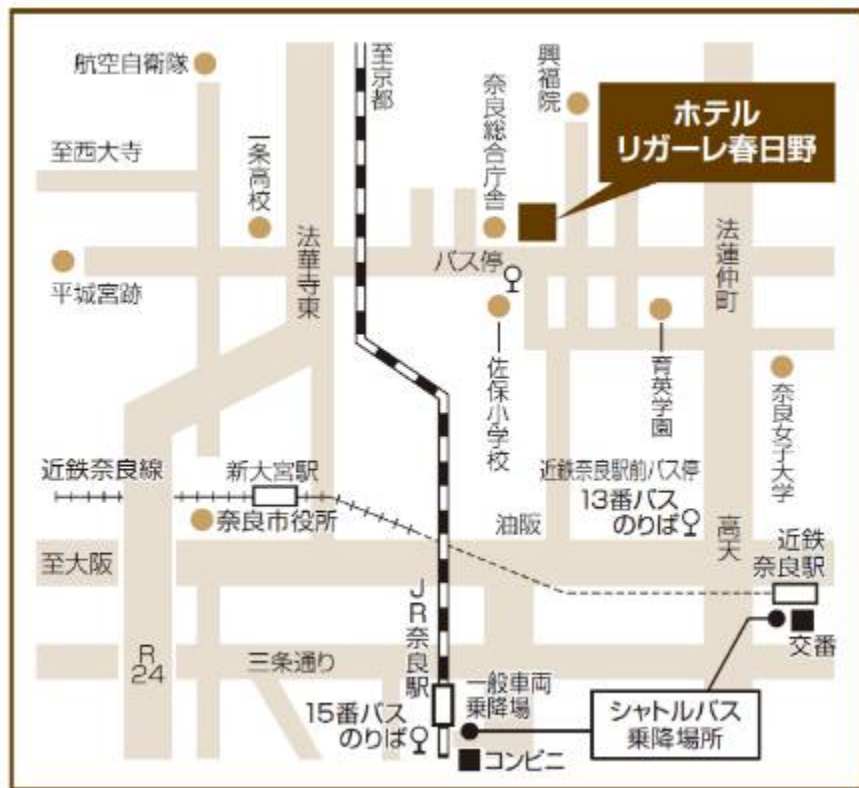 航空自衛隊
至京都
興福院
奈良総合庁舎
ホテル
リガーレ春日野
至西大寺
一条高校
法華寺東
法蓮仲町
バス停
平城宮跡
佐保小学校
育英学園
奈良女子大学
近鉄奈良線
新大宮駅
近鉄奈良駅前バス停
13番バス
のりば
奈良市役所
油阪
高天
近鉄
奈良駅
至大阪
JR奈良駅
交番
R
24
三条通り
一般車両
乗降場
シャトルバス
乗降場所
15番バス
のりば
コンビニ